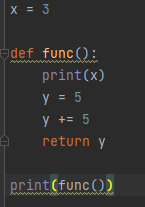 x = 3
def func():
    print(x)
    y = 5
    y += 5
    return y
print(func())